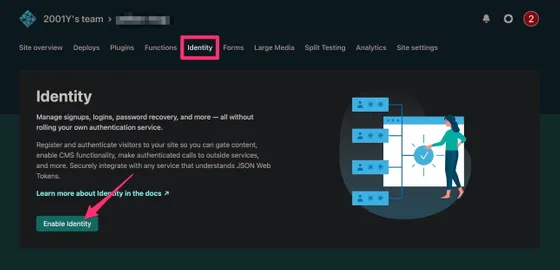 2001Y's team >
2
Site overview Deploys Plugins Functions Identity Forms Large Media Split Testing Analytics Site settings
Identity
Manage signups, logins, password recovery, and more — all without
rolling your own authentication service.
Register and authenticate visitors to your site so you can gate content,
enable CMS functionality, make authenticated calls to outside services,
and more. Securely integrate with any service that understands JSON Web
Tokens.
Learn more about Identity in the docs ↗
Enable Identity